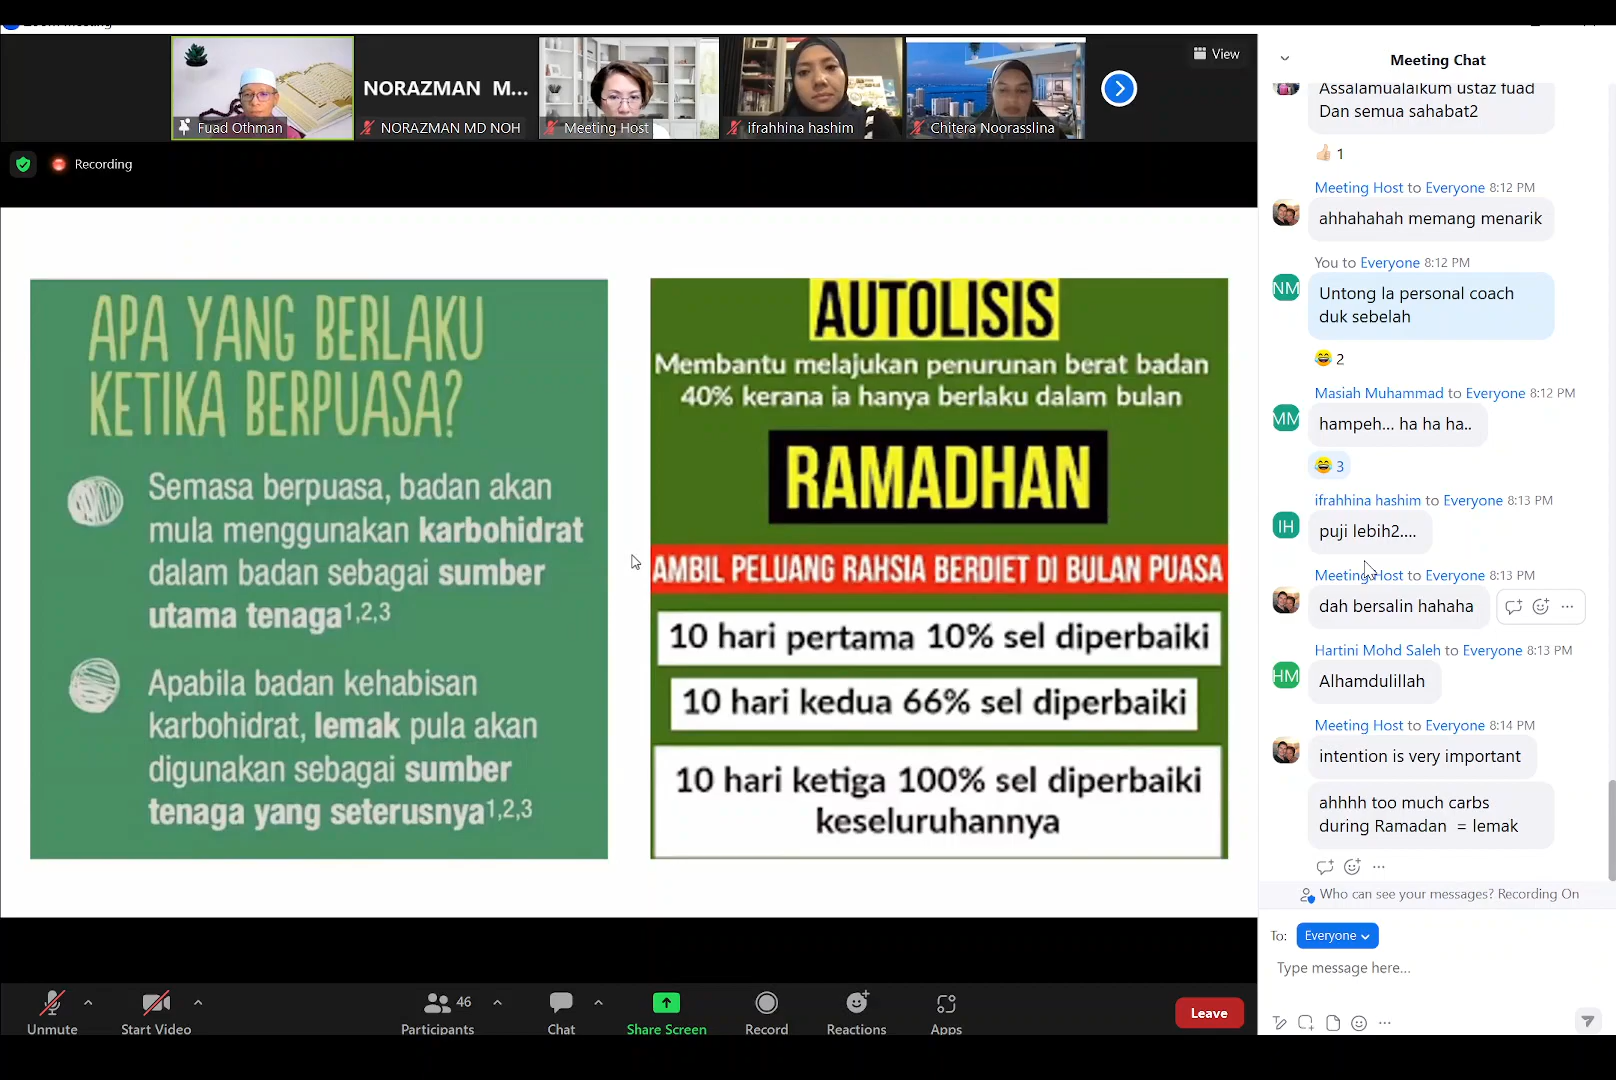 View
NORAZMAN M...
Fuad Othman
NORAZMAN MD NOH
Meeting Host
ifrahhina hashim
Chitera Noorasslina
Recording
APA YANG BERLAKU
KETIKA BERPUASA?
Semasa berpuasa, badan akan
mula menggunakan karbohidrat
dalam badan sebagai sumber
utama tenaga1,2,3
Apabila badan kehabisan
karbohidrat, lemak pula akan
digunakan sebagai sumber
tenaga yang seterusnya1,2,3
AUTOLISIS
Membantu melajukan penurunan berat badan
40% kerana ia hanya berlaku dalam bulan
RAMADHAN
AMBIL PELUANG RAHSIA BERDIET DI BULAN PUASA
10 hari pertama 10% sel diperbaiki
10 hari kedua 66% sel diperbaiki
10 hari ketiga 100% sel diperbaiki
keseluruhannya
Unmute
Start Video
46
Participants
Chat
Share Screen
Record
Reactions
Apps
Leave
Meeting Chat
Assalamualaikum ustaz fuad
Dan semua sahabat2
1
Meeting Host to Everyone 8:12 PM
ahhahahah memang menarik
You to Everyone 8:12 PM
NM
Untong la personal coach
duk sebelah
2
Masiah Muhammad to Everyone 8:12 PM
MM
hampeh... ha ha ha..
3
ifrahhina hashim to Everyone 8:13 PM
IH
puji lebih2....
Meeting Host to Everyone 8:13 PM
dah bersalin hahaha
Hartini Mohd Saleh to Everyone 8:13 PM
HM
Alhamdulillah
Meeting Host to Everyone 8:14 PM
intention is very important
ahhhh too much carbs
during Ramadan = lemak
Who can see your messages? Recording On
To: Everyone
Type message here...